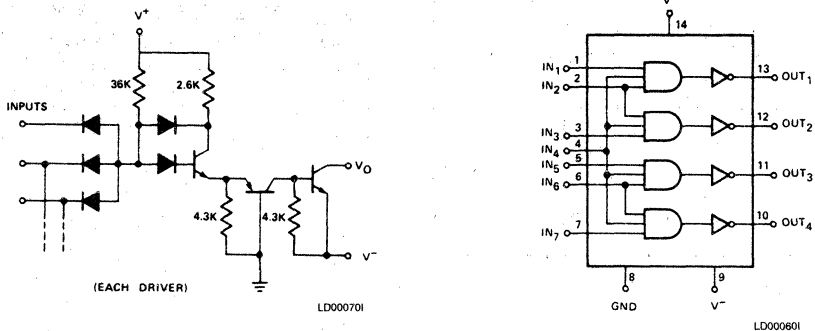 V+
36K
2.6K
INPUTS
VO
4.3K
4.3K
V-
(EACH DRIVER)
LD00070I
V
14
IN1 1
IN2 2
IN3 3
IN4 4
IN5 5
IN6 6
IN7 7
13 OUT1
12 OUT2
11 OUT3
10 OUT4
8
9
GND
V-
LD00060I